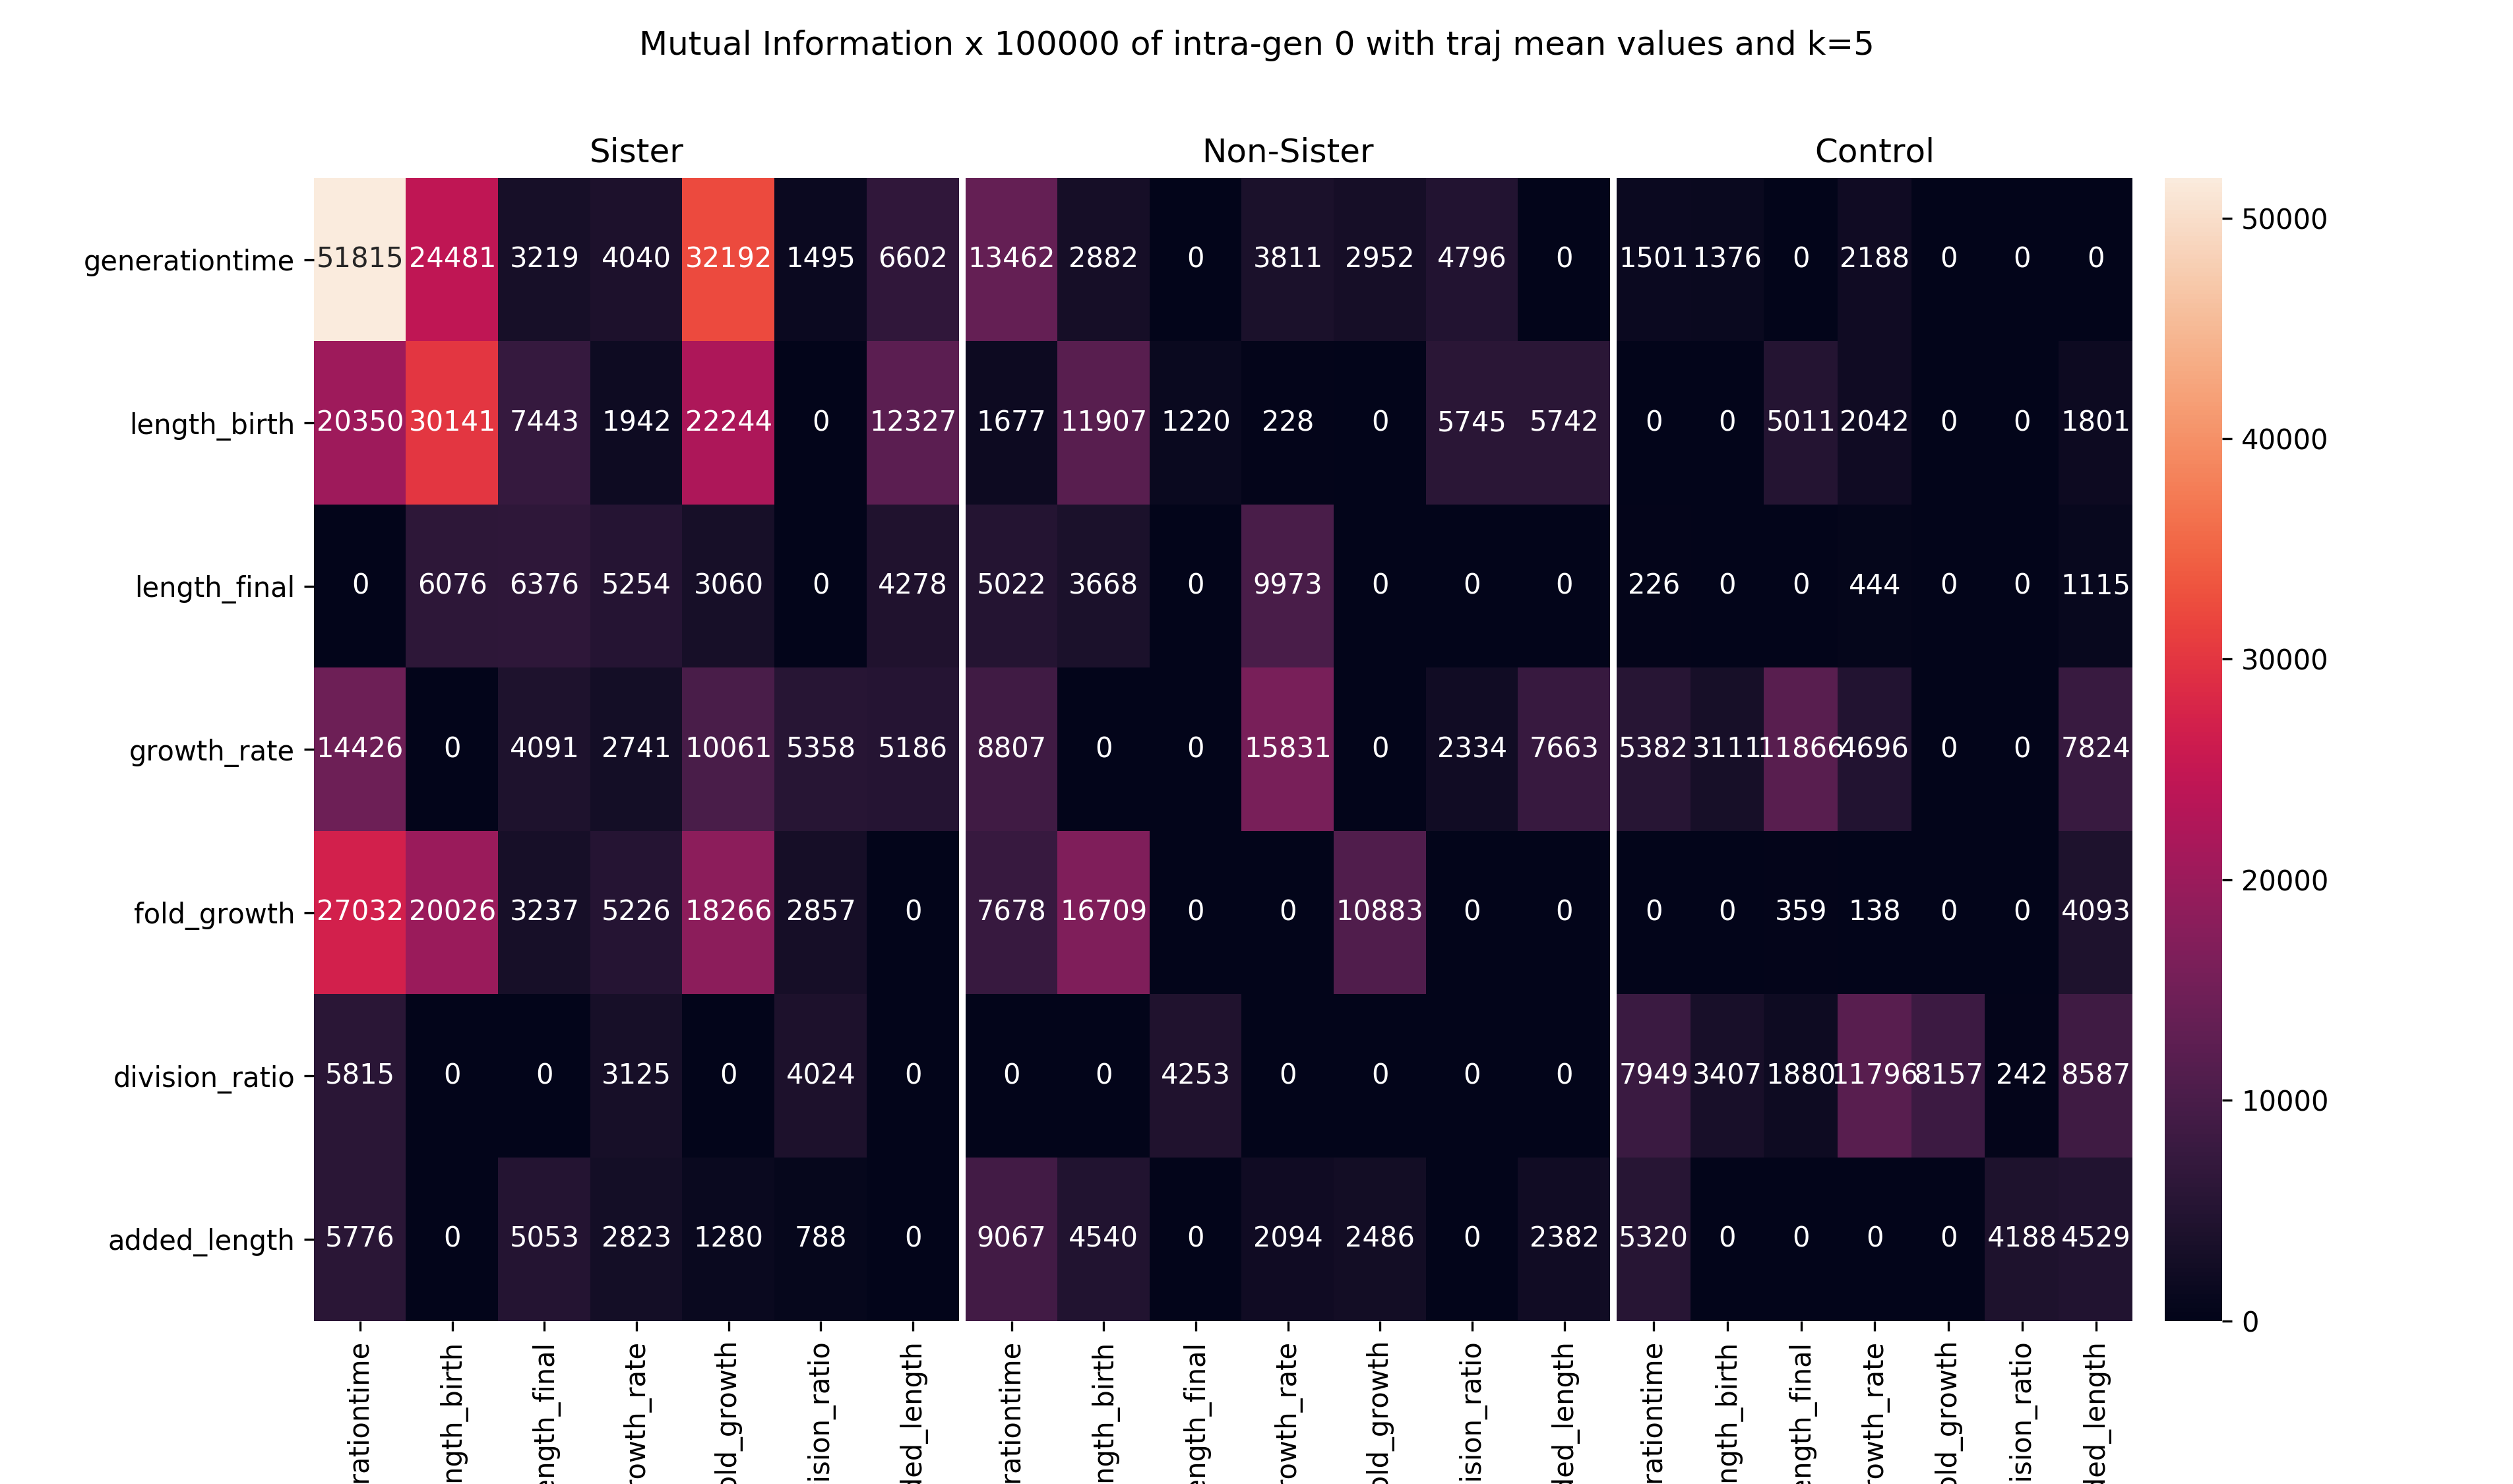 Mutual Information x 100000 of intra-gen 0 with traj mean values and k=5
Sister Non-Sister Control
generationtime 51815 24481 3219 4040 32192 1495 6602 13462 2882 0 3811 2952 4796 0 1501 1376 0 2188 0 0 0
length_birth 20350 30141 7443 1942 22244 0 12327 1677 11907 1220 228 0 5745 5742 0 0 5011 2042 0 0 1801
length_final 0 6076 6376 5254 3060 0 4278 5022 3668 0 9973 0 0 0 226 0 0 444 0 0 1115
growth_rate 14426 0 4091 2741 10061 5358 5186 8807 0 0 15831 0 2334 7663 5382 3111 11866 4696 0 0 7824
fold_growth 27032 20026 3237 5226 18266 2857 0 7678 16709 0 0 10883 0 0 0 0 359 138 0 0 4093
division_ratio 5815 0 0 3125 0 4024 0 0 0 4253 0 0 0 0 7949 3407 1880 11796 8157 242 8587
added_length 5776 0 5053 2823 1280 788 0 9067 4540 0 2094 2486 0 2382 5320 0 0 0 0 4188 4529
rationtime ngth_birth ength_final rowth_rate old_growth ision_ratio ded_length rationtime ngth_birth ength_final rowth_rate old_growth ision_ratio ded_length rationtime ngth_birth ength_final rowth_rate old_growth ision_ratio ded_length
50000
40000
30000
20000
10000
0